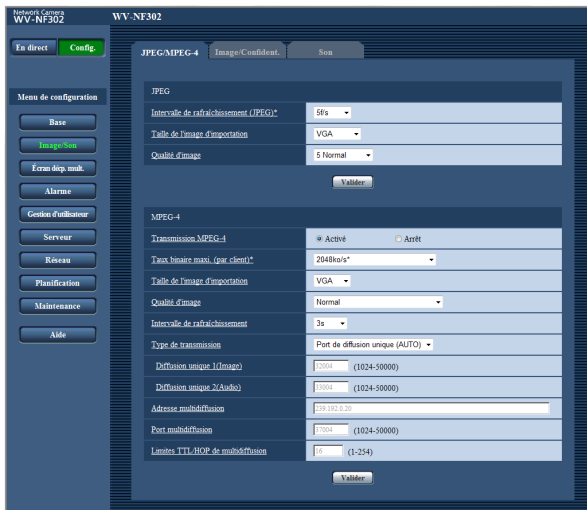 Network Camera
WV-NF302
WV-NF302
En direct
Config.
JPEG/MPEG-4
Image/Confident.
Son
Menu de configuration
Base
Image/Son
Écran déçp. mult.
Alarme
Gestion d'utilisateur
Serveur
Réseau
Planification
Maintenance
Aide
JPEG
Intervalle de rafraîchissement (JPEG)* 5f/s
Taille de l'image d'importation VGA
Qualité d'image 5 Normal
Valider
MPEG-4
Transmission MPEG-4 Activé Arrêt
Taux binaire maxi. (par client)* 2048ko/s*
Taille de l'image d'importation VGA
Qualité d'image Normal
Intervalle de rafraîchissement 3s
Type de transmission Port de diffusion unique (AUTO)
Diffusion unique 1(Image) 32004 (1024-50000)
Diffusion unique 2(Audio) 33004 (1024-50000)
Adresse multidiffusion 239.192.0.20
Port multidiffusion 37004 (1024-50000)
Limites TTL/HOP de multidiffusion 16 (1-254)
Valider